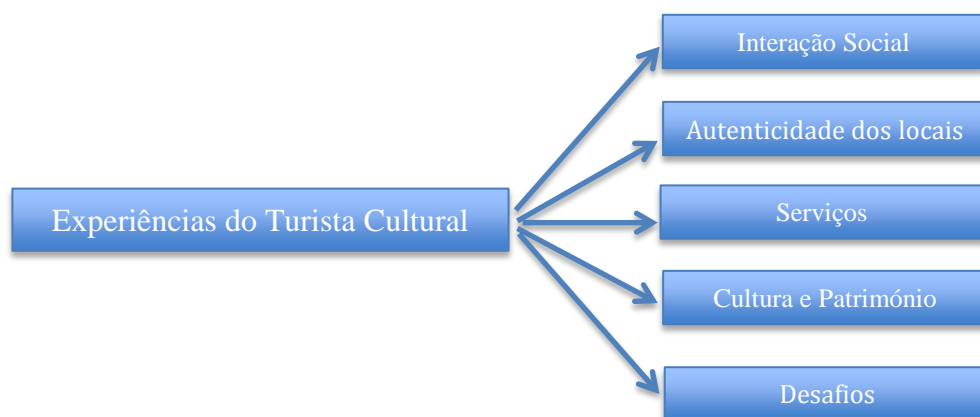 Interação Social
Autenticidade dos locais
Experiências do Turista Cultural
Serviços
Cultura e Património
Desafios